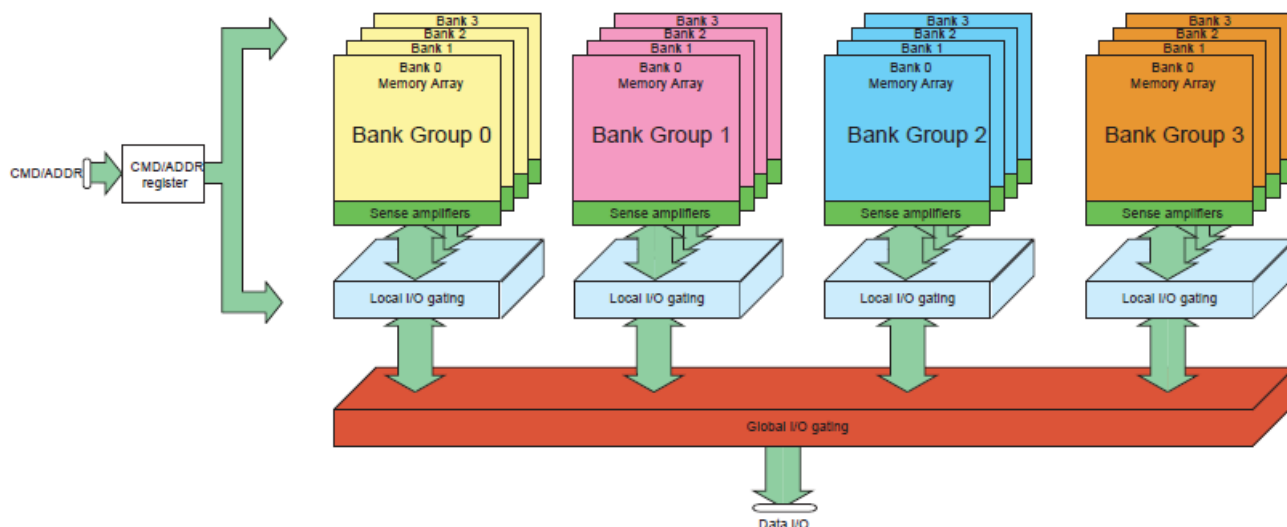 Bank 3
Bank 2
Bank 1
Bank 0
Memory Array
Bank Group 0
Sense amplifiers
Local I/O gating
Bank 3
Bank 2
Bank 1
Bank 0
Memory Array
Bank Group 1
Sense amplifiers
Local I/O gating
Bank 3
Bank 2
Bank 1
Bank 0
Memory Array
Bank Group 2
Sense amplifiers
Local I/O gating
Bank 3
Bank 2
Bank 1
Bank 0
Memory Array
Bank Group 3
Sense amplifiers
Local I/O gating
CMD/ADDR
CMD/ADDR
register
Global I/O gating
Data I/O